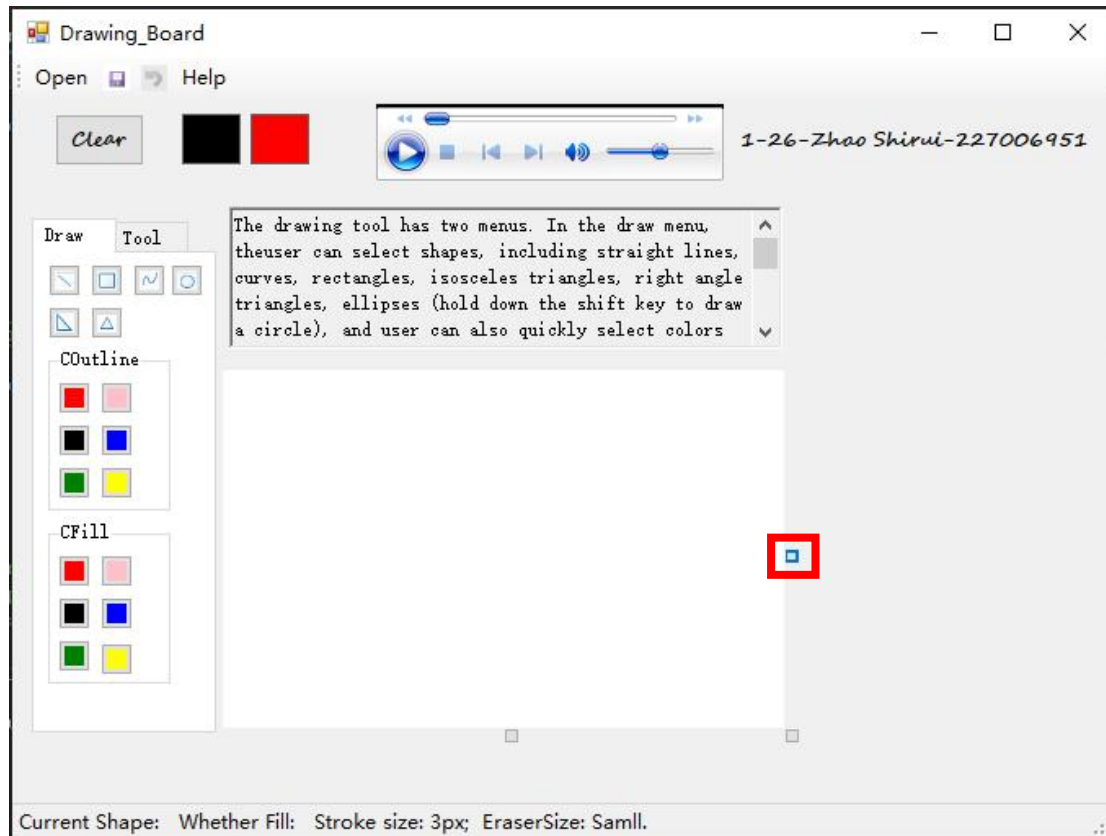 Drawing_Board
Open Help
Clear
1-26-Zhao Shirui-227006951
Draw Tool
The drawing tool has two menus. In the draw menu,
theuser can select shapes, including straight lines,
curves, rectangles, isosceles triangles, right angle
triangles, ellipses (hold down the shift key to draw
a circle), and user can also quickly select colors
COutline
CFill
Current Shape: Whether Fill: Stroke size: 3px; EraserSize: Samll.